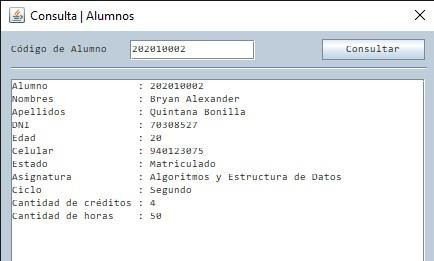 Consulta | Alumnos
Código de Alumno 202010002 Consultar
Alumno : 202010002
Nombres : Bryan Alexander
Apellidos : Quintana Bonilla
DNI : 70308527
Edad : 20
Celular : 940123075
Estado : Matriculado
Asignatura : Algoritmos y Estructura de Datos
Ciclo : Segundo
Cantidad de créditos : 4
Cantidad de horas : 50